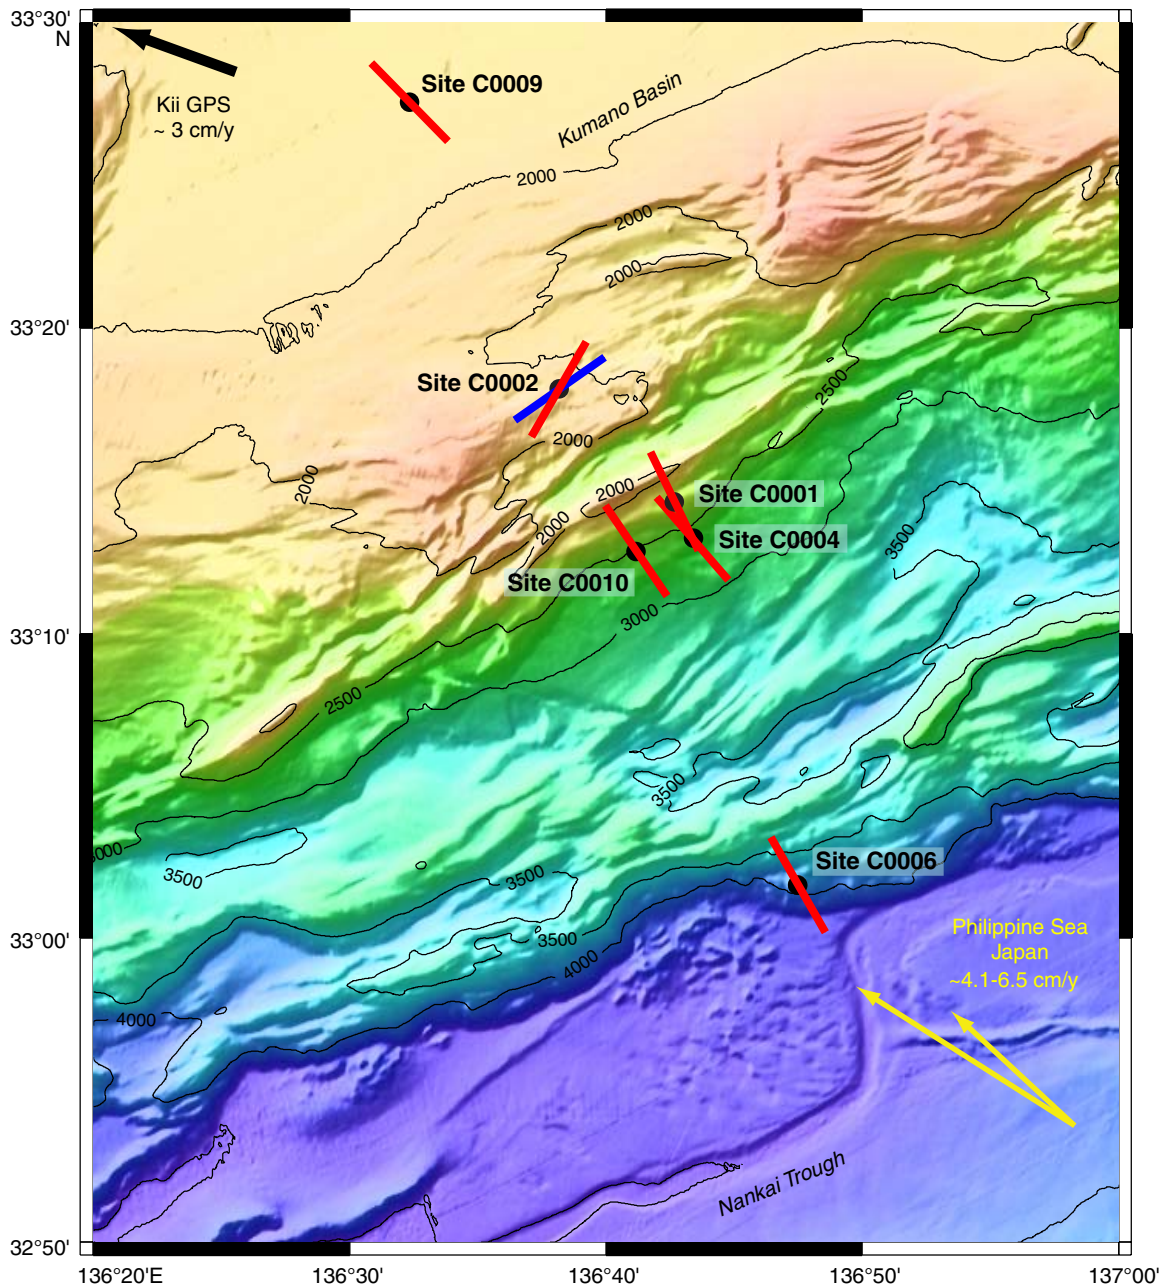 33°30'
N
Kii GPS
~ 3 cm/y
Site C0009
Kumano Basin
2000
2000
2000
33°20'
Site C0002
2500
2000
2000
2000
Site C0001
2000
3500
Site C0004
Site C0010
3000
33°10'
2500
3500
3000
Site C0006
3500
3500
Philippine Sea
Japan
~4.1-6.5 cm/y
33°00'
3500
4000
4000
Nankai Trough
32°50'
136°20'E
136°30'
136°40'
136°50'
137°00'